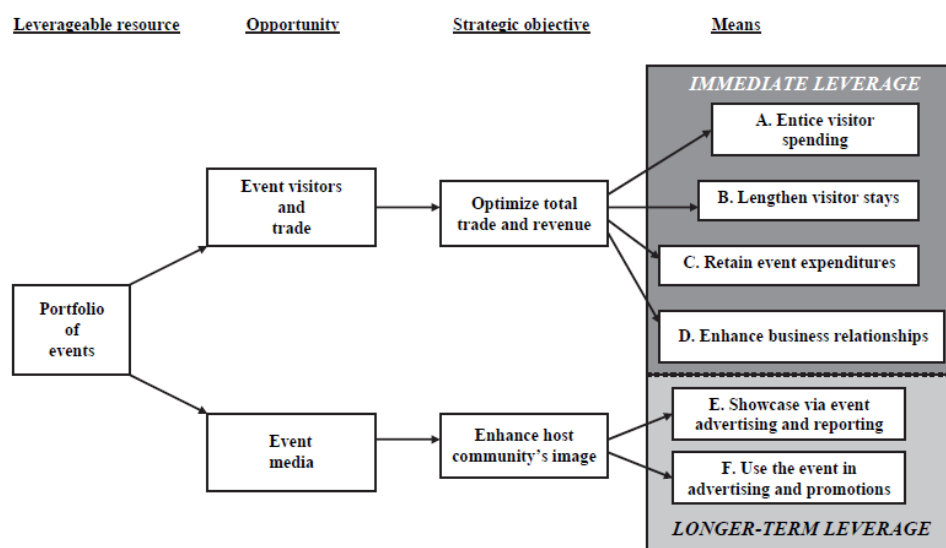 Leverageable resource
Opportunity
Strategic objective
Means
IMMEDIATE LEVERAGE
A. Entice visitor
spending
Event visitors
and
trade
Optimize total
trade and revenue
B. Lengthen visitor stays
C. Retain event expenditures
Portfolio
of
events
D. Enhance business relationships
Event
media
Enhance host
community's image
E. Showcase via event
advertising and reporting
F. Use the event in
advertising and promotions
LONGER-TERM LEVERAGE